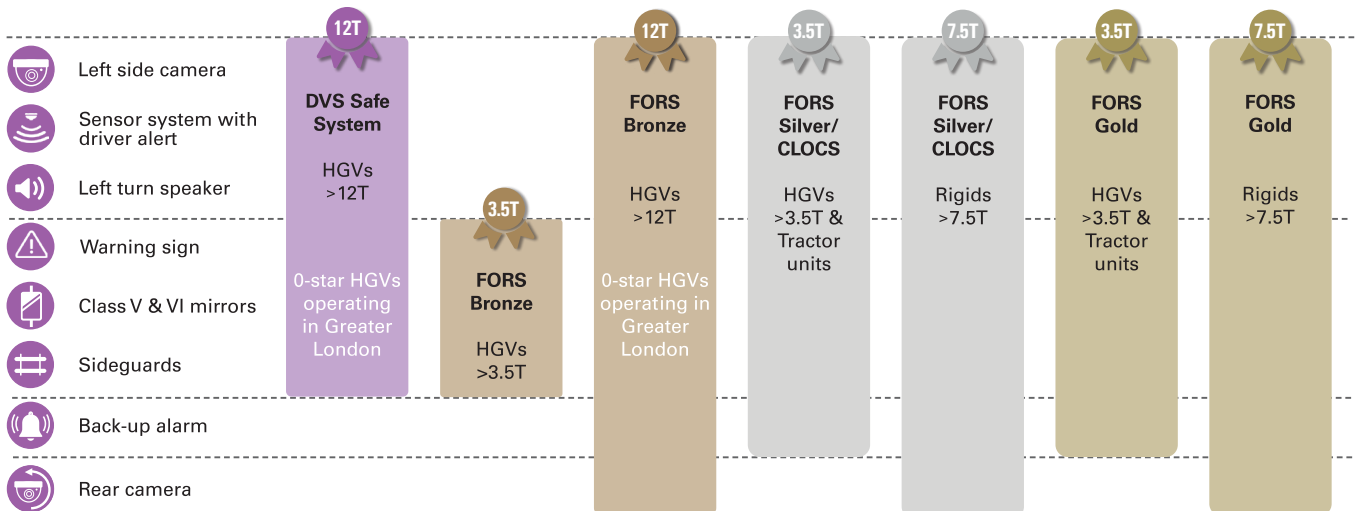 Left side camera
Sensor system with
driver alert
Left turn speaker
Warning sign
Class V & VI mirrors
Sideguards
Back-up alarm
Rear camera
12T
DVS Safe
System
HGVs
>12T
0-star HGVs
operating
in Greater
London
3.5T
FORS
Bronze
HGVs
>3.5T
12T
FORS
Bronze
HGVs
>12T
0-star HGVs
operating in
Greater
London
3.5T
FORS
Silver/
CLOCS
HGVs
>3.5T &
Tractor
units
7.5T
FORS
Silver/
CLOCS
Rigids
>7.5T
3.5T
FORS
Gold
HGVs
>3.5T &
Tractor
units
7.5T
FORS
Gold
Rigids
>7.5T